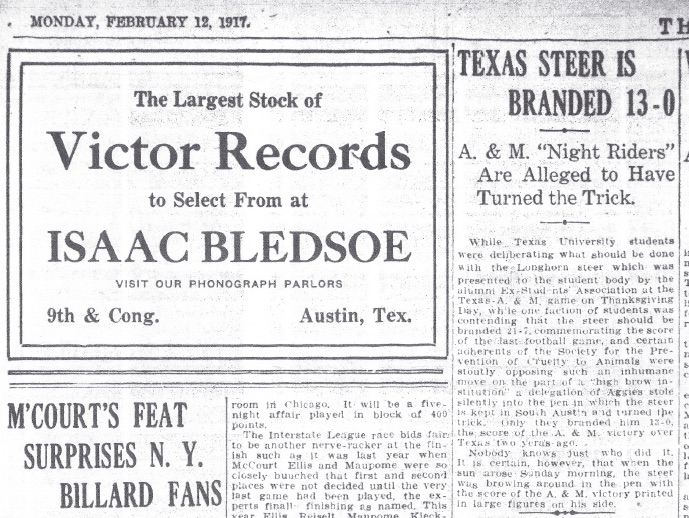 MONDAY, FEBRUARY 12, 1917.
TH
The Largest Stock of
Victor Records
to Select From at
ISAAC BLEDSOE
VISIT OUR PHONOGRAPH PARLORS
9th & Cong. Austin, Tex.
M'COURT'S FEAT
SURPRISES N. Y.
BILLARD FANS
room in Chicago. It will be a five-
night affair played in block of 400
points.
The Interstate League race bids fair
to be another nerve-racker at the fin-
ish such as it was last year when
McCourt Ellis and Maupome were so
closely buuched that first and second
places were not decided until the very
last game had been played, the ex-
perts finall- finishing as named. This
year Ellis, Reiselt, Maupome, Kieck-
TEXAS STEER IS
BRANDED 13-0
A. & M. "Night Riders"
Are Alleged to Have
Turned the Trick.
While Texas University students
were deliberating what should be done
with the Longhorn steer which was
presented to the student body by the
alumni Ex-Students' Association at the
Texas-A. & M. game on Thanksgiving
Day, while one faction of students was
contending that the steer should be
branded 21-7, commemorating the score
of the last football game, and certain
adherents of the Society for the Pre-
vention of Cruelty to Animals were
stoutly opposing such an inhumane
move on the part of a "high brow in-
stitution" a delegation of Aggies stole
silently into the pen in which the steer
is kept in South Austin and turned the
trick. Only they branded him 13-0,
the score of the A. & M. victory over
Texas two yeras ago.
Nobody knows just who did it.
It is certain, however, that when the
sun arose Sunday morning, the steer
was browing around in the pen with
the score of the A. & M. victory printed
in large figures on his side.